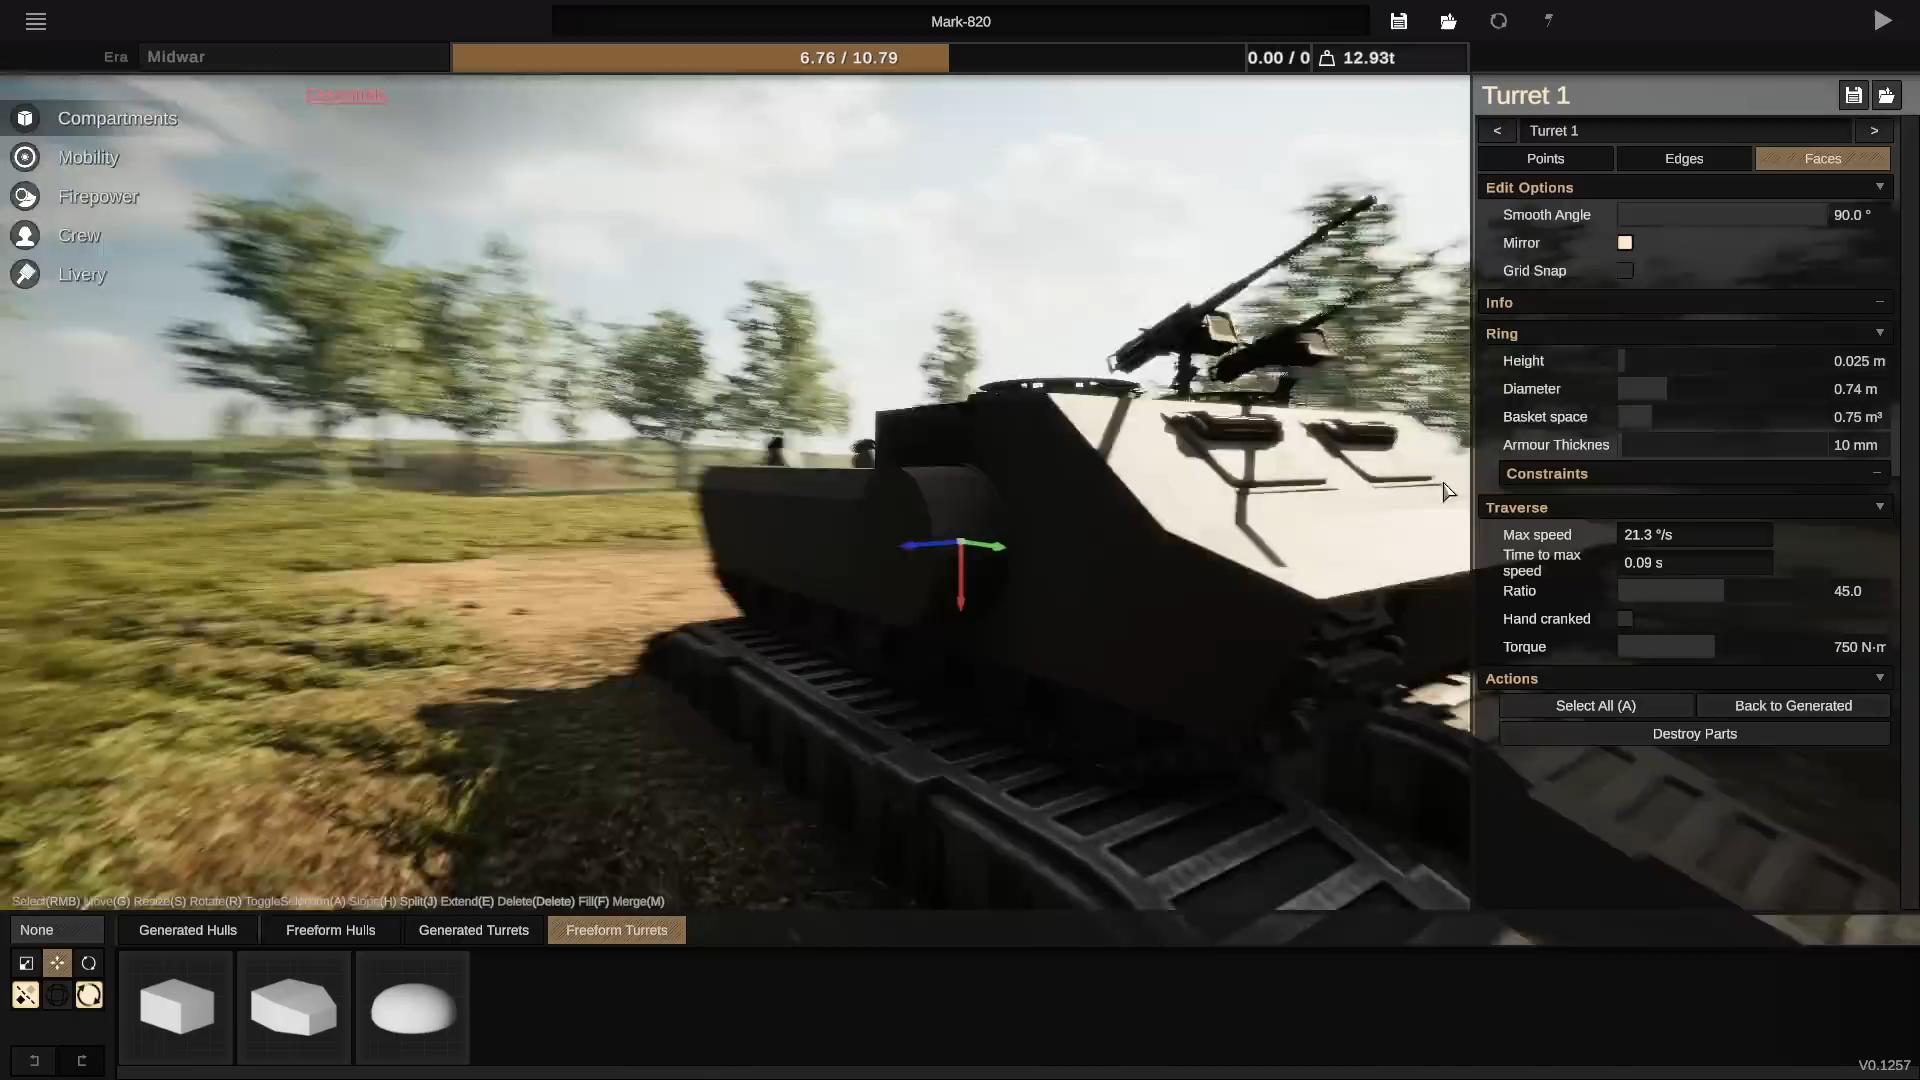 Mark-820
Era
Midwar
6.76 / 10.79
0.00 / 0
12.93t
Compartments
Mobility
Firepower
Crew
Livery
Turret 1
<
Turret 1
>
Points
Edges
Faces
Edit Options
Smooth Angle
90.0 °
Mirror
Grid Snap
Info
Ring
Height
0.025 m
Diameter
0.74 m
Basket space
0.75 m³
Armour Thicknes
10 mm
Constraints
Traverse
Max speed
21.3 °/s
Time to max
speed
0.09 s
Ratio
45.0
Hand cranked
Torque
750 N·m
Actions
Select All (A)
Back to Generated
Destroy Parts
Select(RMB) Move(G) Resize(S) Rotate(R) ToggleSelection(A) Split(J) Extend(E) Delete(Delete) Fill(F) Merge(M)
None
Generated Hulls
Freeform Hulls
Generated Turrets
Freeform Turrets
V0.1257